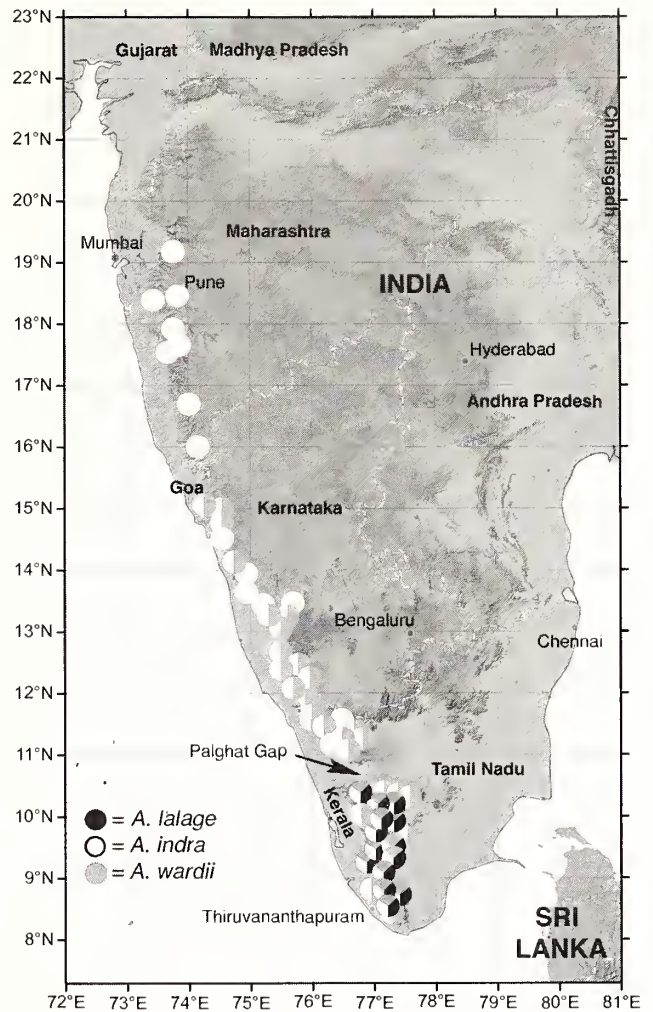 23°N
22°N
21°N
20°N
19°N
18°N
17°N
16°N
15°N
14°N
13°N
12°N
11°N
10°N
9°N
8°N
Gujarat
Madhya Pradesh
Chhattisgadh
Maharashtra
Mumbai
Pune
INDIA
Hyderabad
Andhra Pradesh
Goa
Karnataka
Bengaluru
Chennai
Palghat Gap
Tamil Nadu
Kerala
= A. lalage
= A. indra
= A. wardii
Thiruvananthapuram
SRI
LANKA
72°E
73°E
74°E
75°E
76°E
77°E
78°E
79°E
80°E
81°E